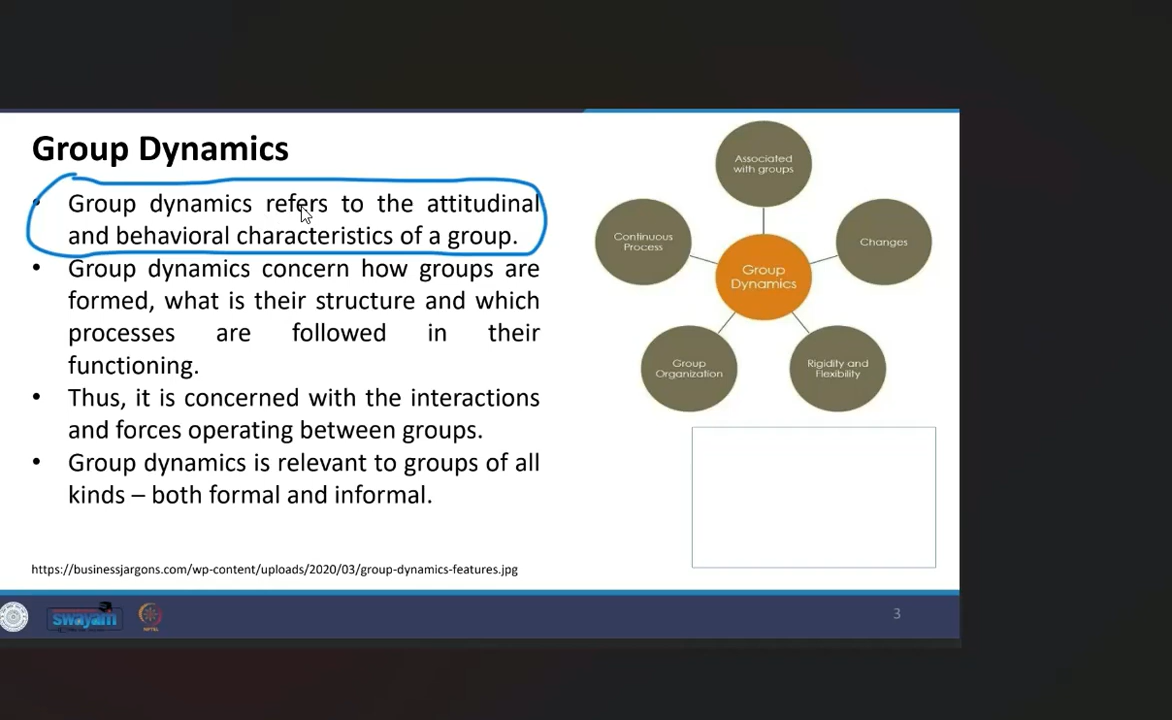 Group Dynamics
• Group dynamics refers to the attitudinal
and behavioral characteristics of a group.
• Group dynamics concern how groups are
formed, what is their structure and which
processes are followed in their
functioning.
• Thus, it is concerned with the interactions
and forces operating between groups.
• Group dynamics is relevant to groups of all
kinds – both formal and informal.
https://businessjargons.com/wp-content/uploads/2020/03/group-dynamics-features.jpg
Associated
with groups
Continuous
Process
Changes
Group
Dynamics
Group
Organization
Rigidity and
Flexibility
swayam
3